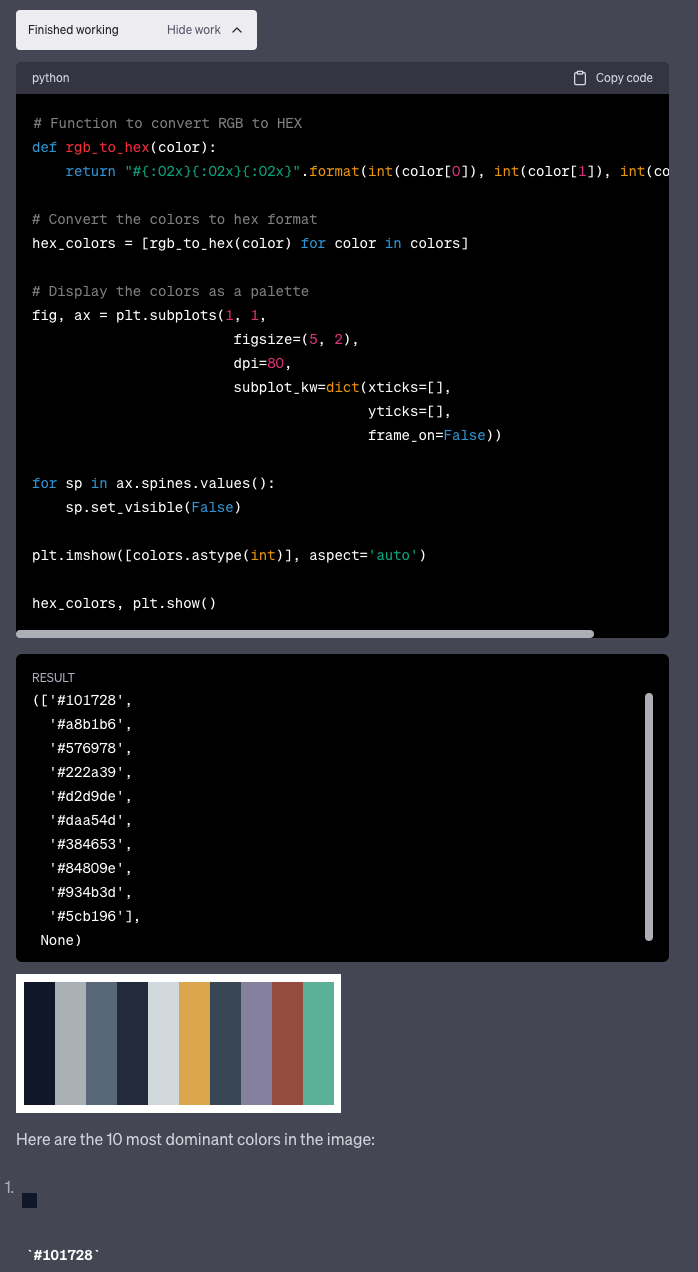 Finished working Hide work
python Copy code
# Function to convert RGB to HEX
def rgb_to_hex(color):
    return "#{:02x}{:02x}{:02x}".format(int(color[0]), int(color[1]), int(co
# Convert the colors to hex format
hex_colors = [rgb_to_hex(color) for color in colors]
# Display the colors as a palette
fig, ax = plt.subplots(1, 1,
                        figsize=(5, 2),
                        dpi=80,
                        subplot_kw=dict(xticks=[],
                                        yticks=[],
                                        frame_on=False))
for sp in ax.spines.values():
    sp.set_visible(False)
plt.imshow([colors.astype(int)], aspect='auto')
hex_colors, plt.show()
RESULT
(['#101728',
  '#a8b1b6',
  '#576978',
  '#222a39',
  '#d2d9de',
  '#daa54d',
  '#384653',
  '#84809e',
  '#934b3d',
  '#5cb196'],
 None)
Here are the 10 most dominant colors in the image:
1.
`#101728`